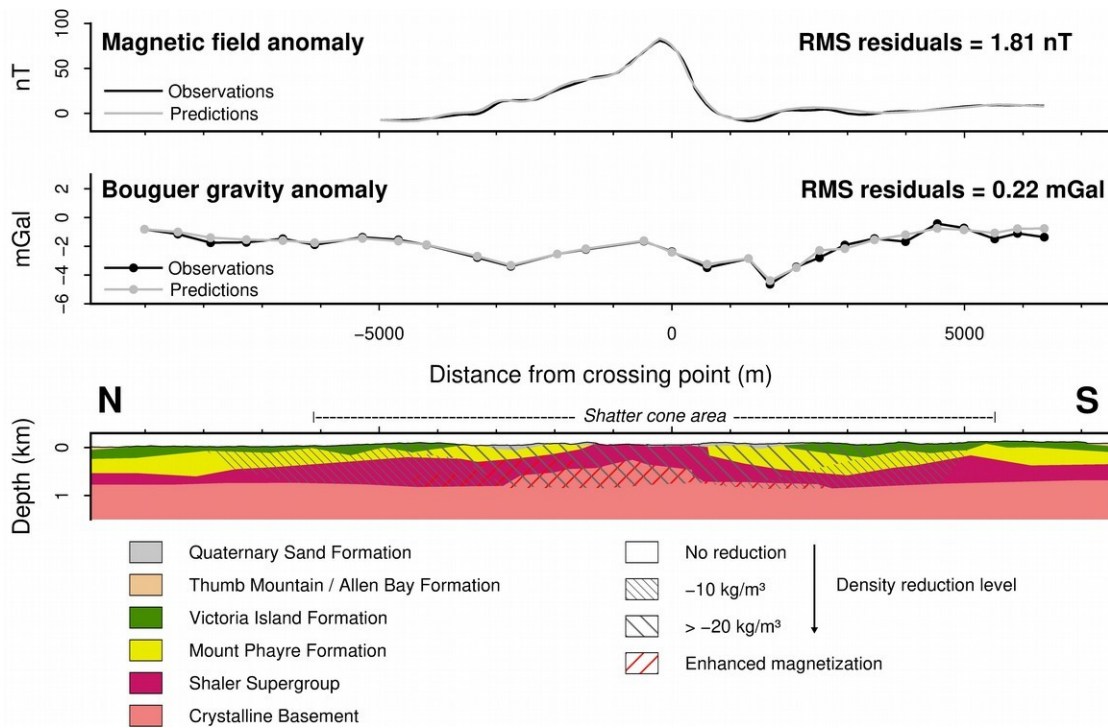 100
50
0
nT
Magnetic field anomaly
RMS residuals = 1.81 nT
Observations
Predictions
2
0
−2
−4
−6
mGal
Bouguer gravity anomaly
RMS residuals = 0.22 mGal
Observations
Predictions
−5000 0 5000
Distance from crossing point (m)
N S
Shatter cone area
0
1
Depth (km)
Quaternary Sand Formation
Thumb Mountain / Allen Bay Formation
Victoria Island Formation
Mount Phayre Formation
Shaler Supergroup
Crystalline Basement
No reduction
−10 kg/m³
> −20 kg/m³
Enhanced magnetization
Density reduction level